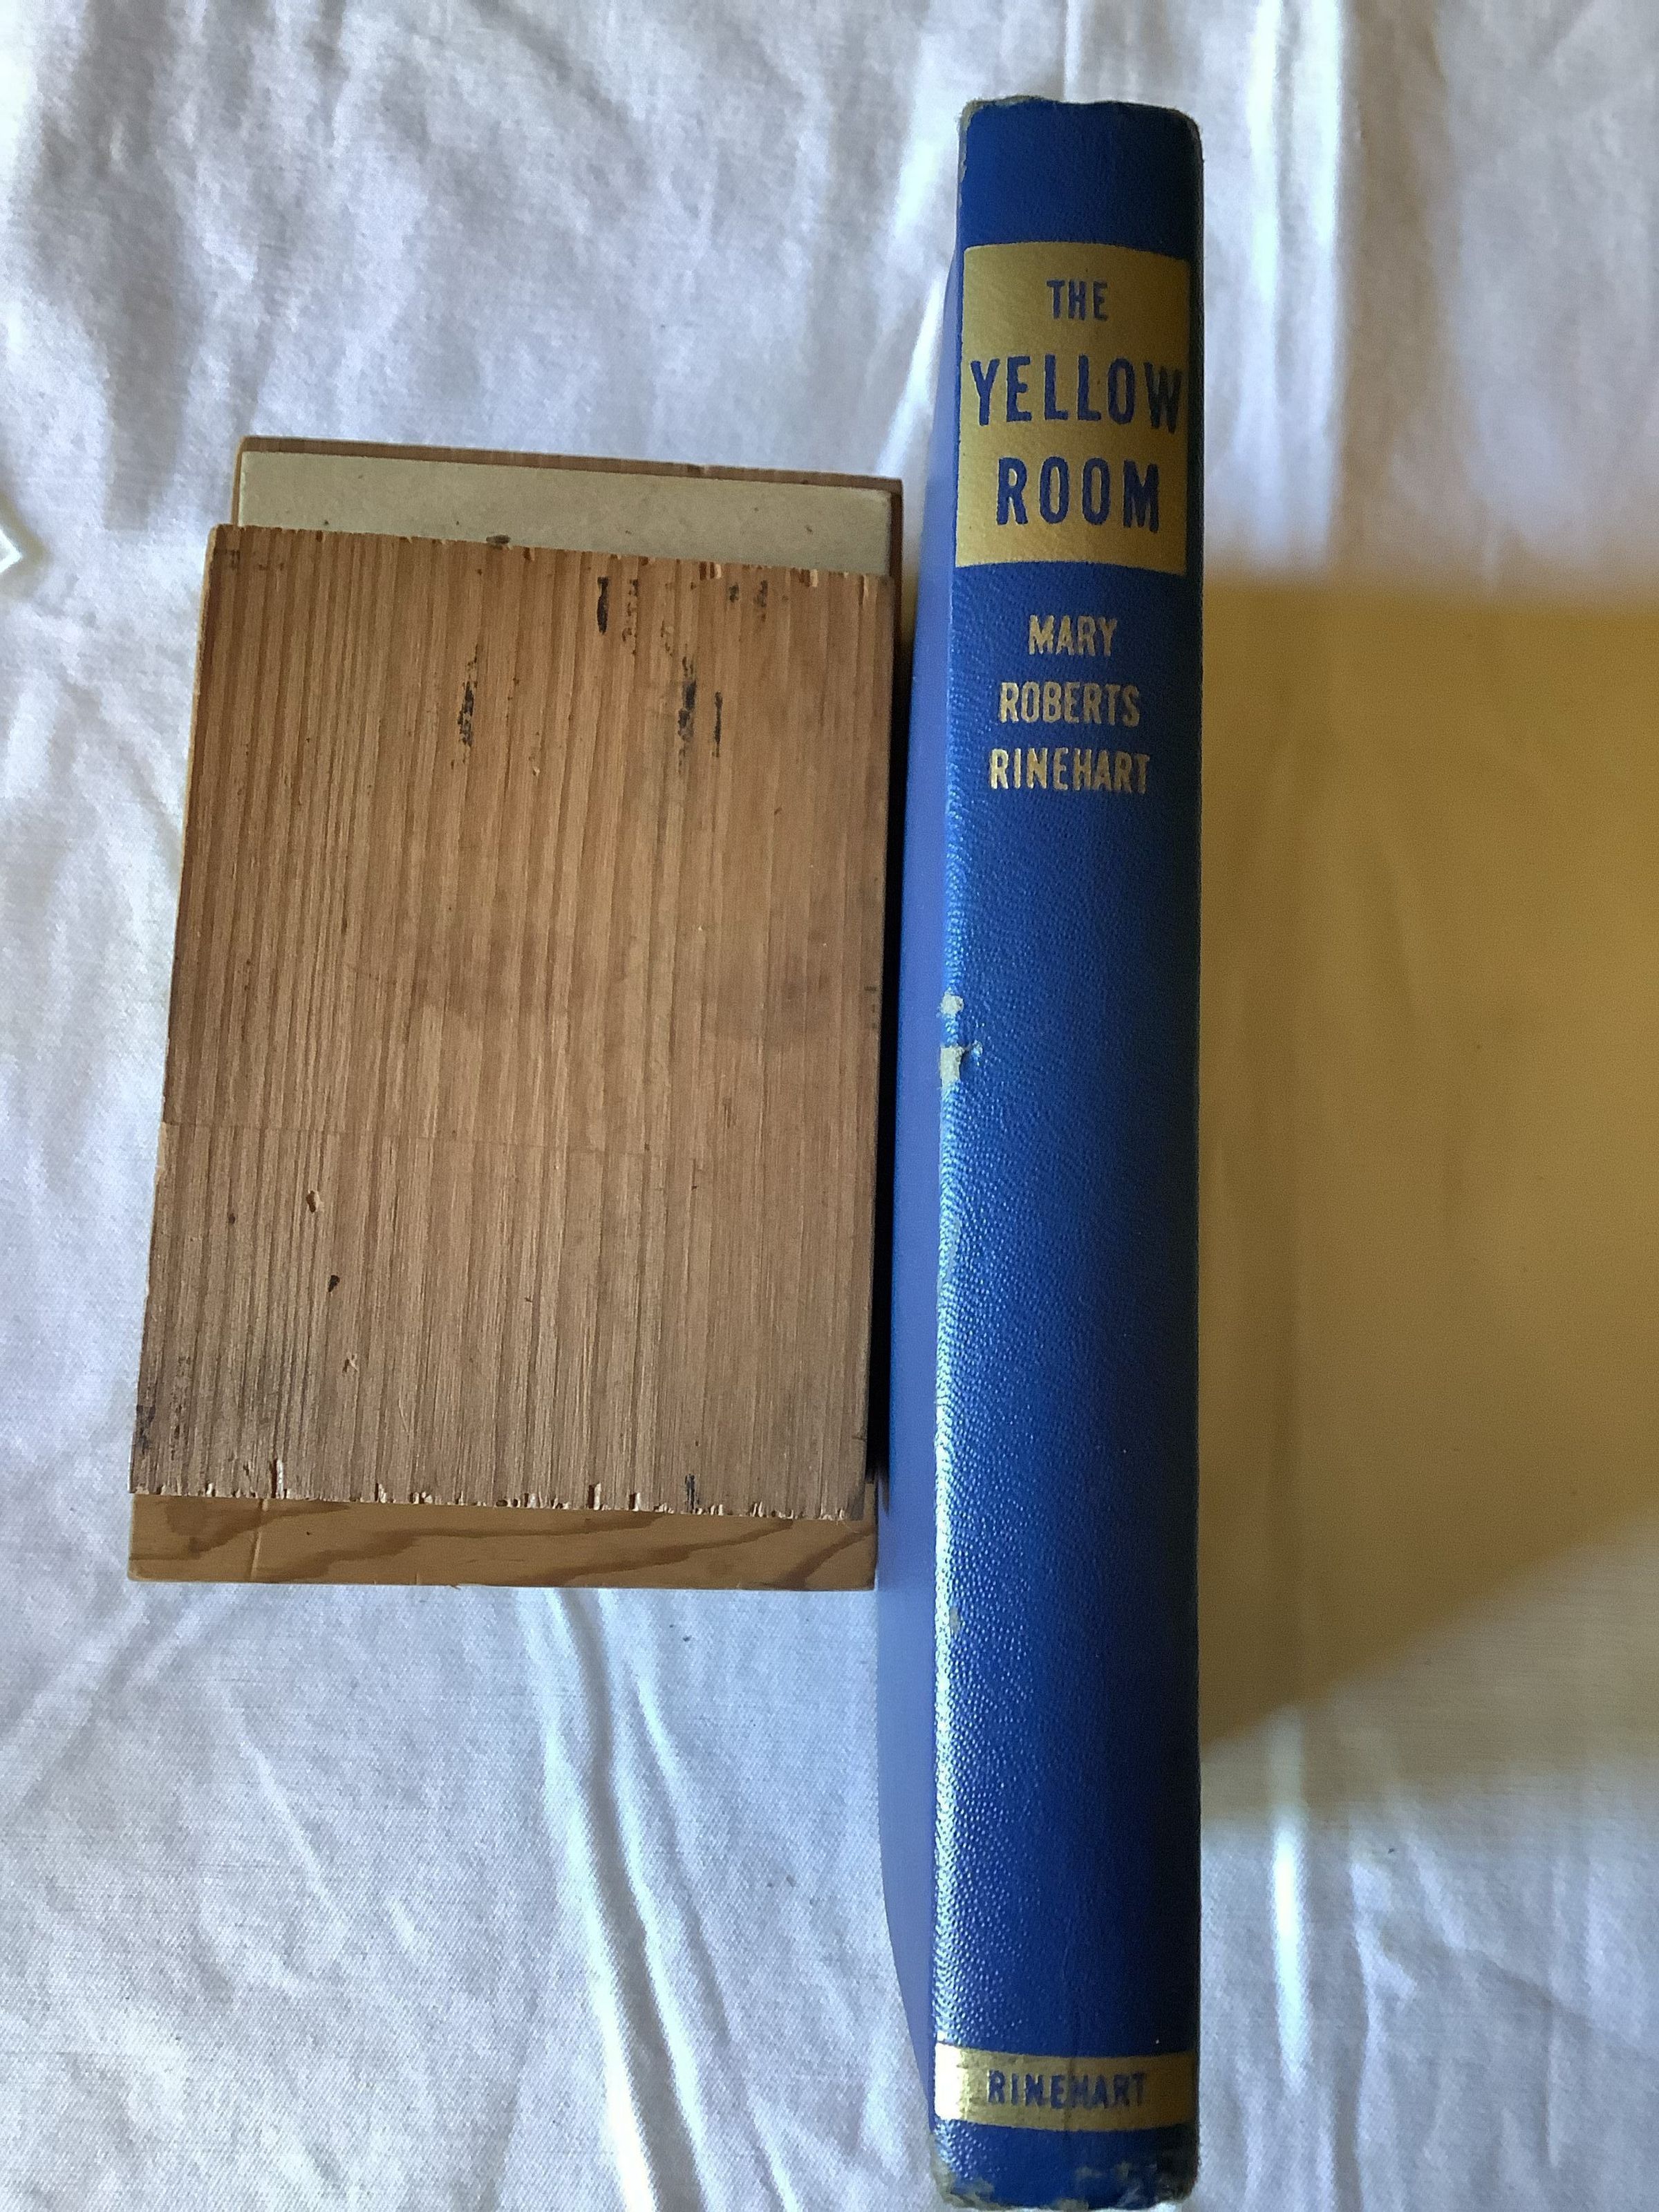 THE
YELLOW
ROOM
MARY
ROBERTS
RINEHART
RINEHART